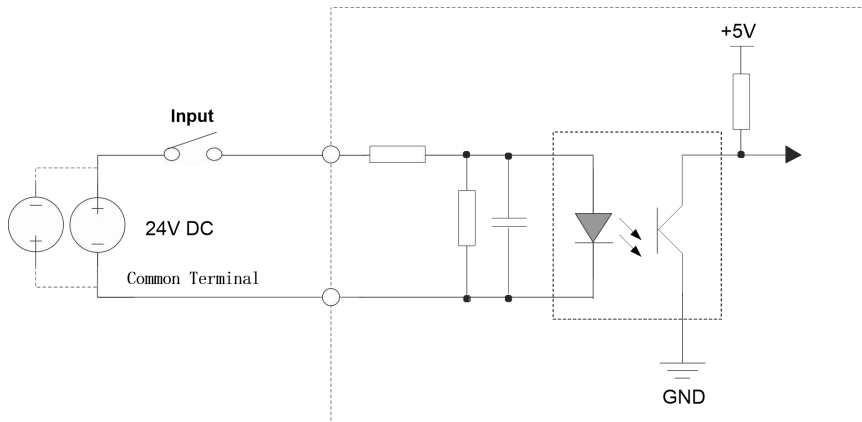 +5V
Input
24V DC
Common Terminal
GND